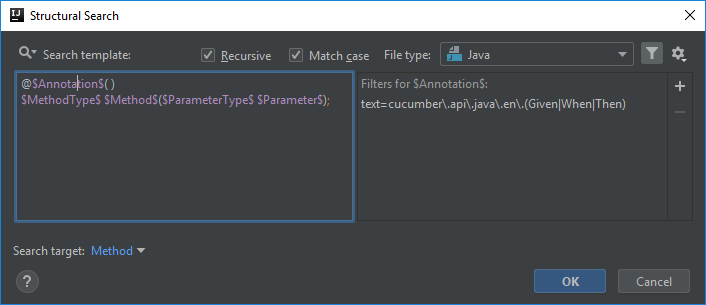 Structural Search
Search template:
Recursive
Match case
File type:
Java
@$Annotation$( )
$MethodType$ $Method$($ParameterType$ $Parameter$);
Filters for $Annotation$:
text=cucumber\.api\.java\.en\.(Given|When|Then)
Search target: Method
?
OK
Cancel